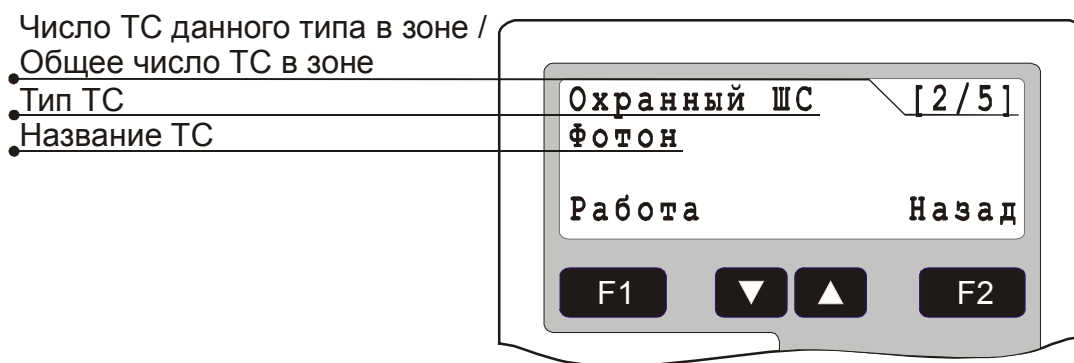 Число ТС данного типа в зоне /
Общее число ТС в зоне
Тип ТС
Название ТС
Охранный ШС [2/5]
Фотон
Работа Назад
F1 ▼ ▲ F2